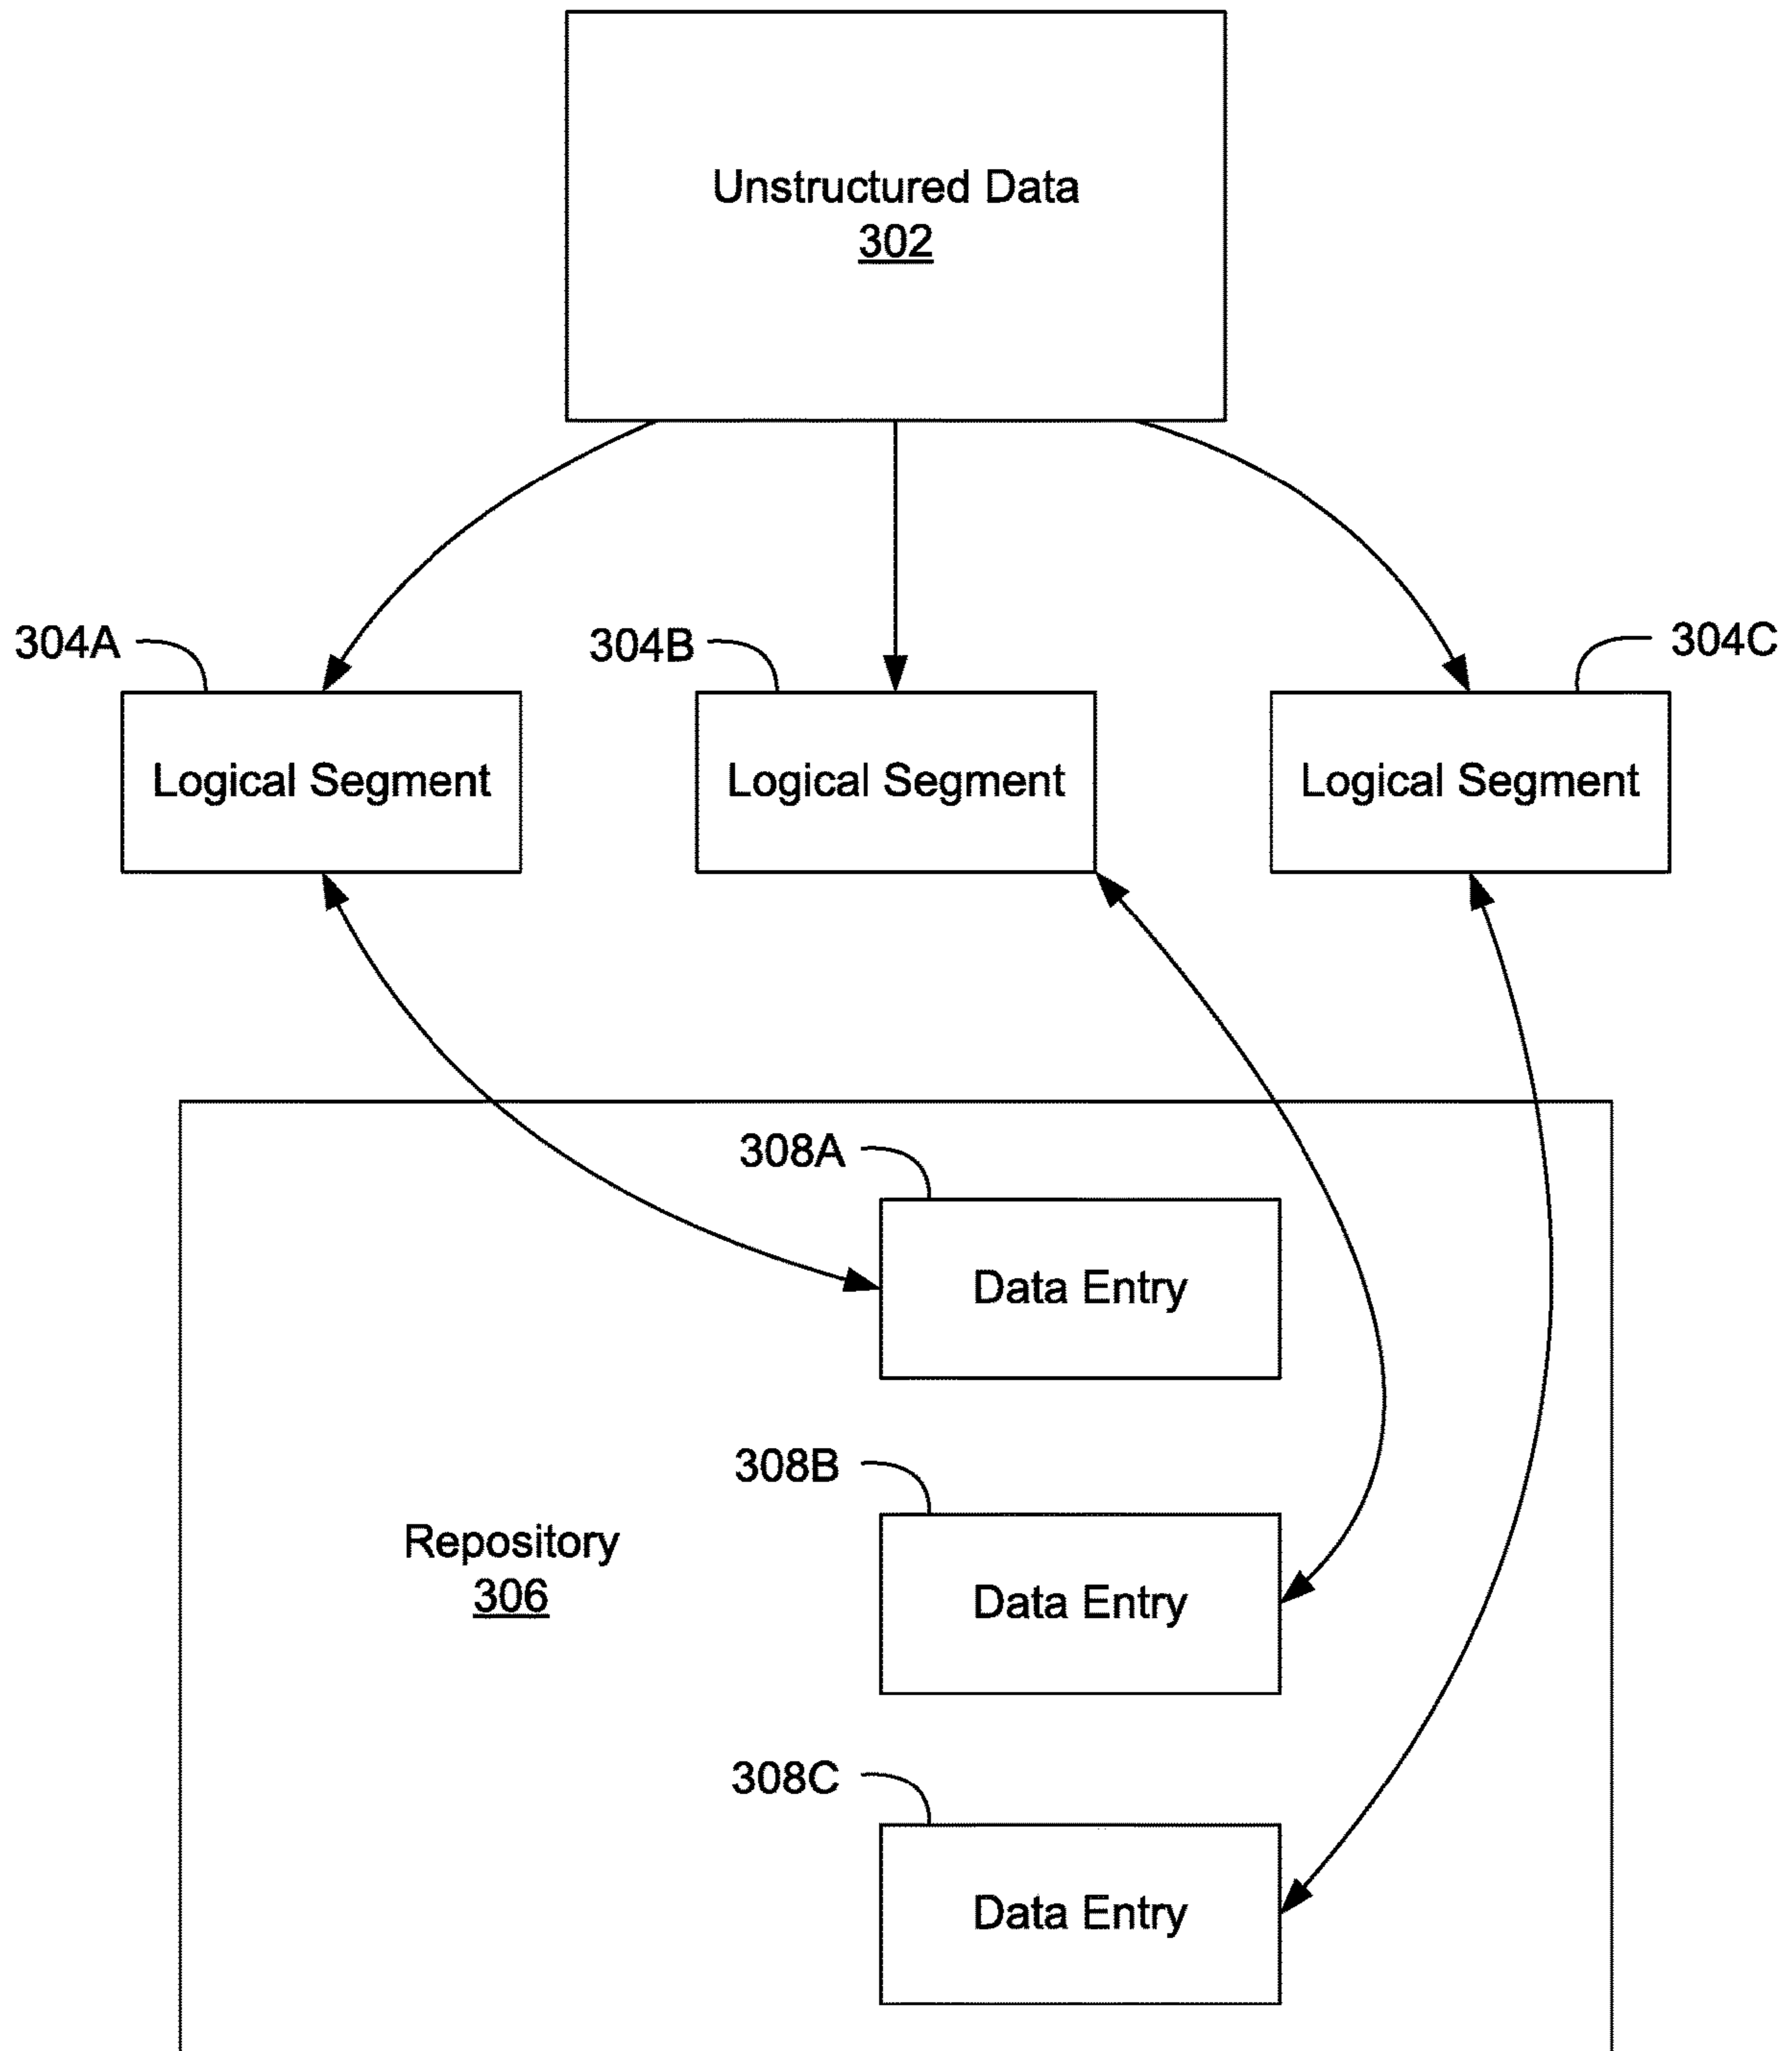 Unstructured Data
302
304A
304B
304C
Logical Segment
Logical Segment
Logical Segment
308A
Data Entry
308B
Repository
306
Data Entry
308C
Data Entry